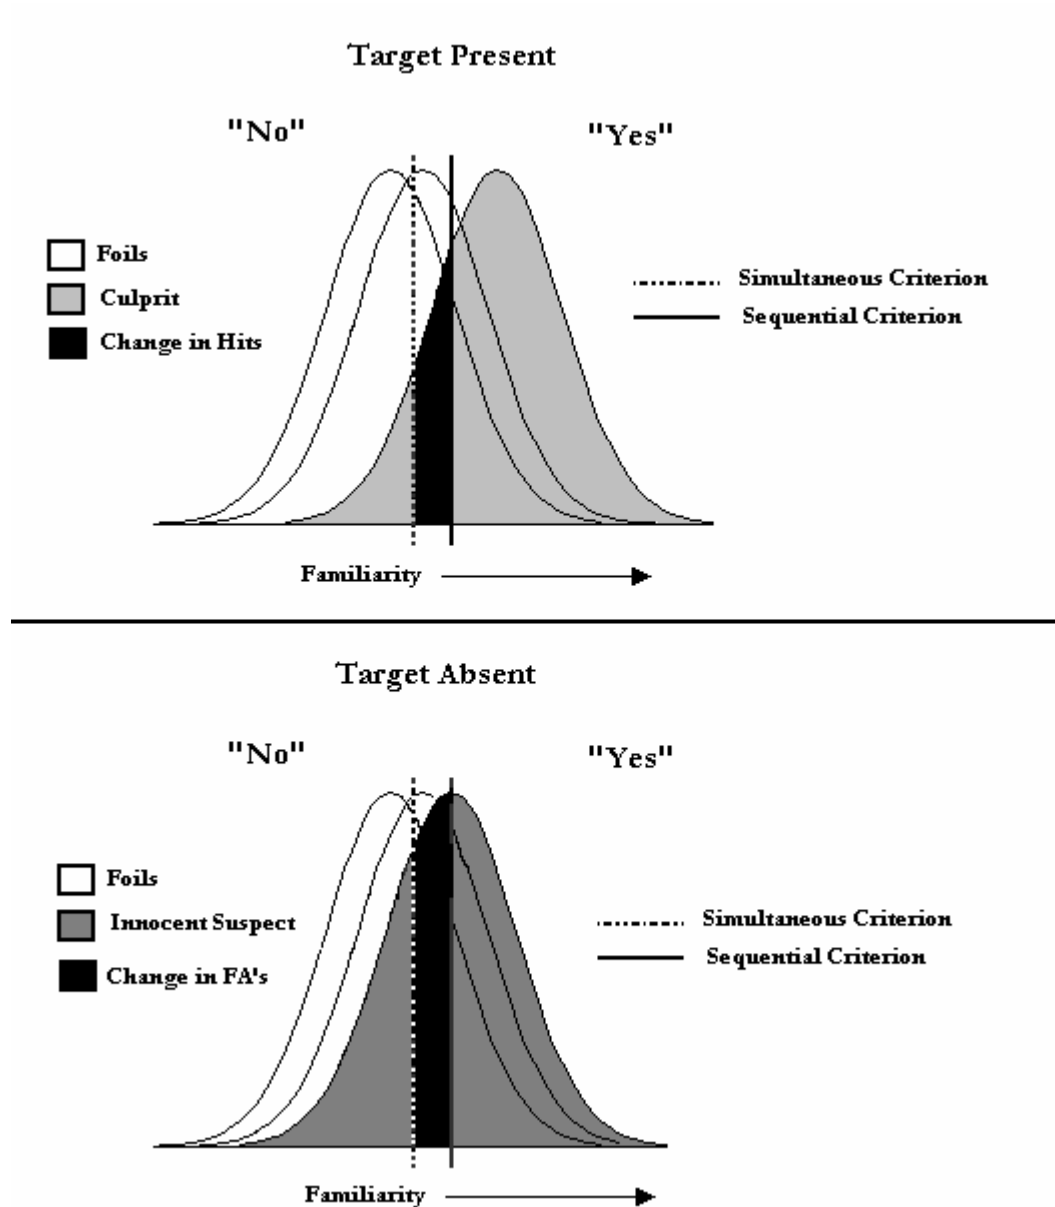 Target Present
"No"
"Yes"
Foils
Culprit
Change in Hits
Simultaneous Criterion
Sequential Criterion
Familiarity
Target Absent
"No"
"Yes"
Foils
Innocent Suspect
Change in FA's
Simultaneous Criterion
Sequential Criterion
Familiarity